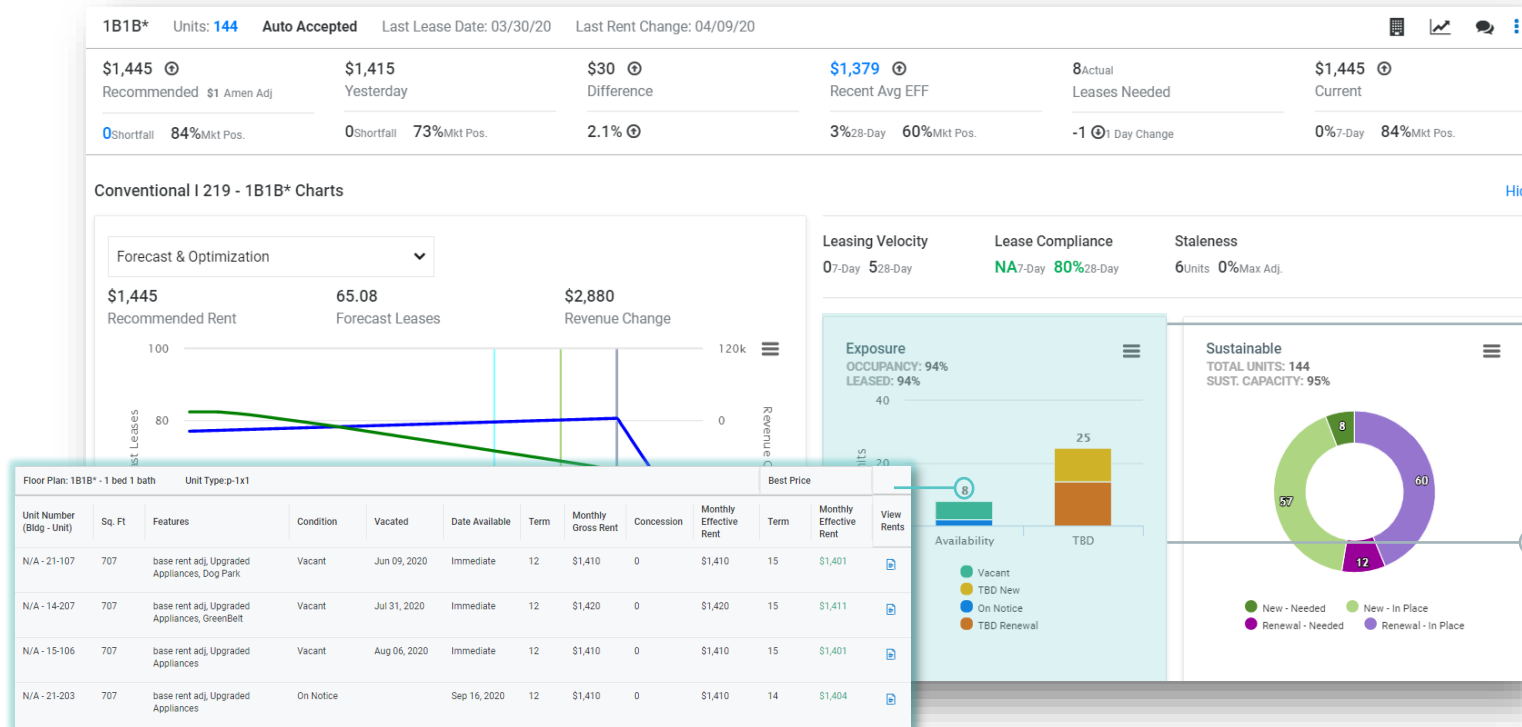 1B1B* Units: 144 Auto Accepted Last Lease Date: 03/30/20 Last Rent Change: 04/09/20
$1,445 $1,415 $30 $1,379 8Actual $1,445
Recommended $1 Amen Adj Yesterday Difference Recent Avg EFF Leases Needed Current
0Shortfall 84%Mkt Pos. 0Shortfall 73%Mkt Pos. 2.1% 3%28-Day 60%Mkt Pos. -1 1 Day Change 0%7-Day 84%Mkt Pos.
Conventional I 219 - 1B1B* Charts
Forecast & Optimization
$1,445 65.08 $2,880
Recommended Rent Forecast Leases Revenue Change
100 120k
80 0
Leases
Revenue
Leasing Velocity Lease Compliance Staleness
07-Day 528-Day NA7-Day 80%28-Day 6Units 0%Max Adj.
Exposure
OCCUPANCY: 94%
LEASED: 94%
40
20
25
8
Availability TBD
Vacant
TBD New
On Notice
TBD Renewal
Sustainable
TOTAL UNITS: 144
SUST. CAPACITY: 95%
8
60
57
12
New - Needed New - In Place
Renewal - Needed Renewal - In Place
Floor Plan: 1B1B* - 1 bed 1 bath Unit Type:p-1x1 Best Price
Unit Number (Bldg - Unit) Sq. Ft Features Condition Vacated Date Available Term Monthly Gross Rent Concession Monthly Effective Rent Term Monthly Effective Rent View Rents
N/A - 21-107 707 base rent adj, Upgraded Appliances, Dog Park Vacant Jun 09, 2020 Immediate 12 $1,410 0 $1,410 15 $1,401
N/A - 14-207 707 base rent adj, Upgraded Appliances, GreenBelt Vacant Jul 31, 2020 Immediate 12 $1,420 0 $1,420 15 $1,411
N/A - 15-106 707 base rent adj, Upgraded Appliances Vacant Aug 06, 2020 Immediate 12 $1,410 0 $1,410 15 $1,401
N/A - 21-203 707 base rent adj, Upgraded Appliances On Notice Sep 16, 2020 12 $1,410 0 $1,410 14 $1,404